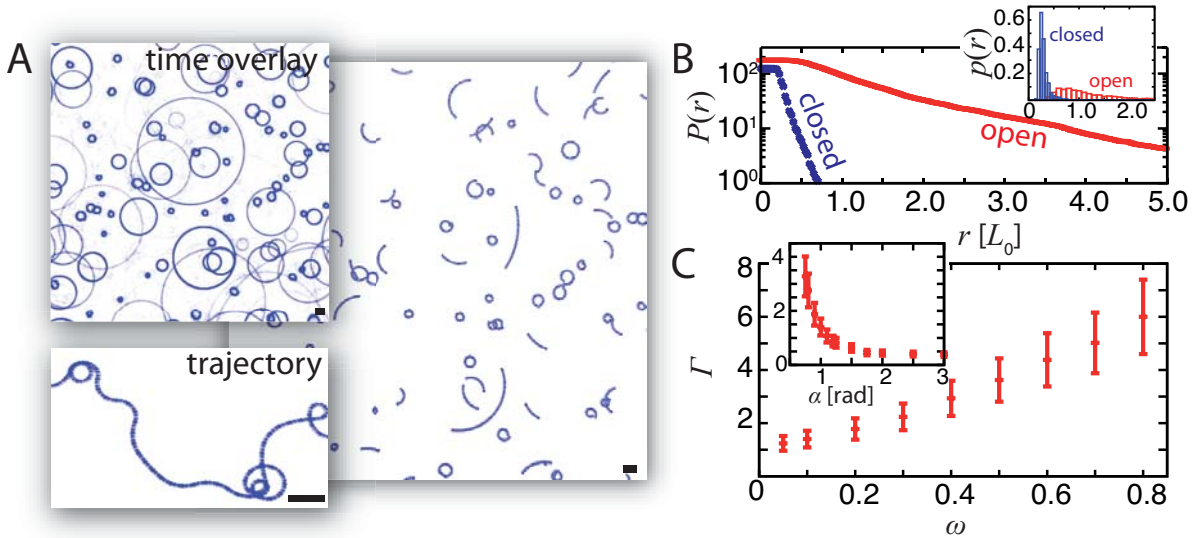 A
time overlay
trajectory
B
P(r)
10²
10¹
10⁰
closed
open
0
1.0
2.0
3.0
4.0
5.0
r [L₀]
p(r)
0.6
0.4
0.2
closed
open
0
1.0
2.0
C
Γ
8
6
4
2
0
0.2
0.4
0.6
0.8
ω
4
2
0
1
2
3
α [rad]